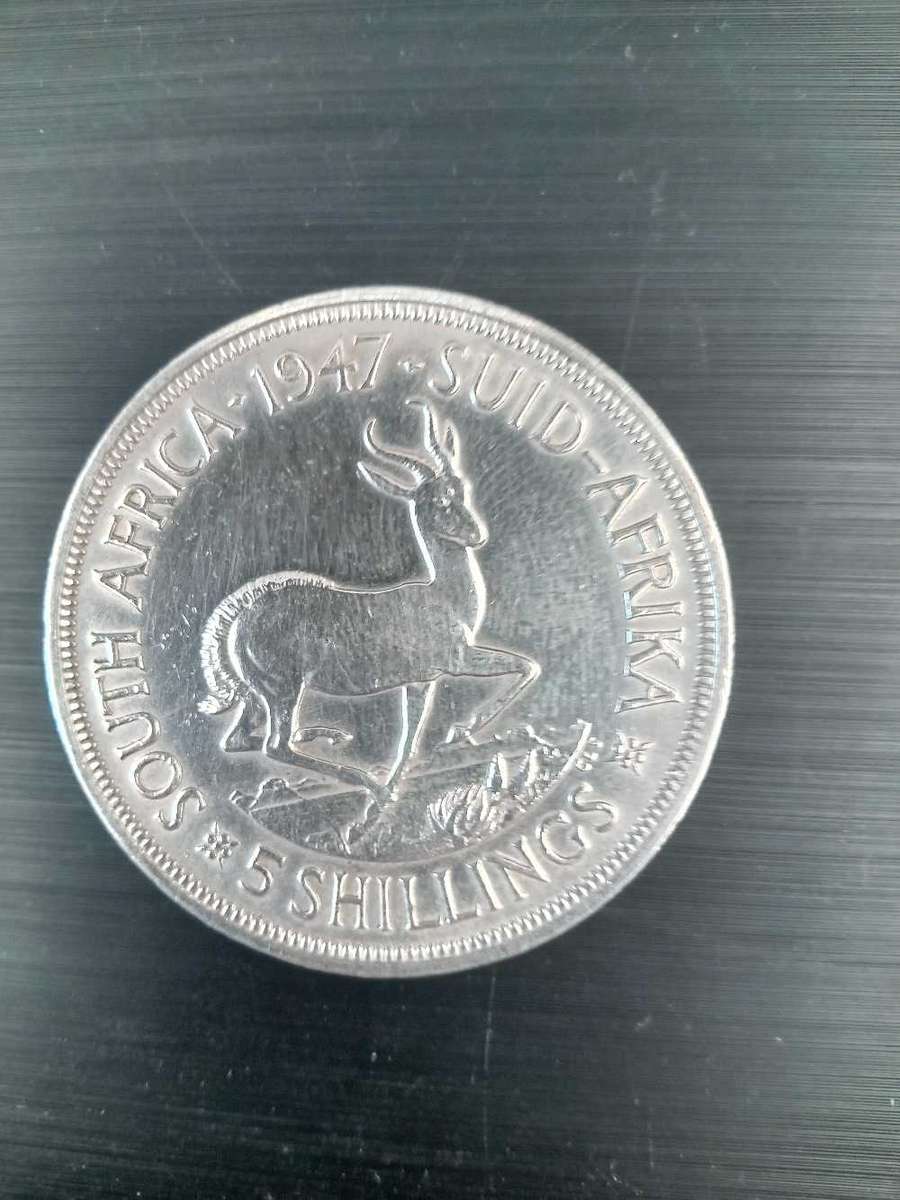 SOUTH AFRICA · 1947 · SUID-AFRIKA
5 SHILLINGS